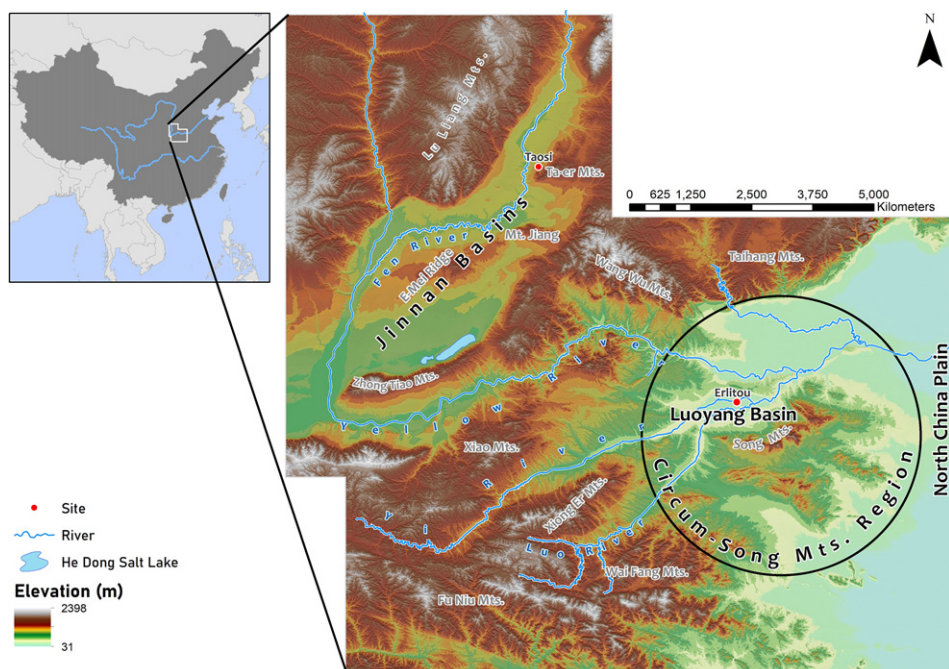 N
Lu Liang Mts.
Taosi
Ta-er Mts.
0 625 1,250 2,500 3,750 5,000
Kilometers
Fen River
Mt. Jiang
E-Mei Ridge
Jinnan Basins
Wang Wu Mts.
Taihang Mts.
Zhong Tiao Mts.
Yellow River
Erlitou
Luoyang Basin
Song Mts.
North China Plain
Xiao Mts.
Yi River
Circum-Song Mts. Region
Xiong Er Mts.
Luo River
Wai Fang Mts.
Fu Niu Mts.
Site
River
He Dong Salt Lake
Elevation (m)
2398
31